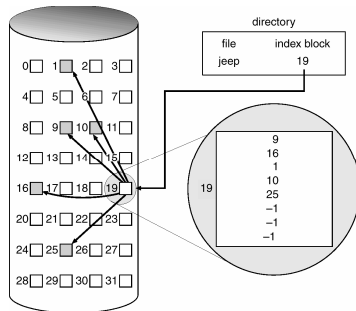 directory
file index block
jeep 19
0 1 2 3
4 5 6 7
8 9 10 11
12 13 14 15
16 17 18 19
20 21 22 23
24 25 26 27
28 29 30 31
19
9
16
1
10
25
–1
–1
–1